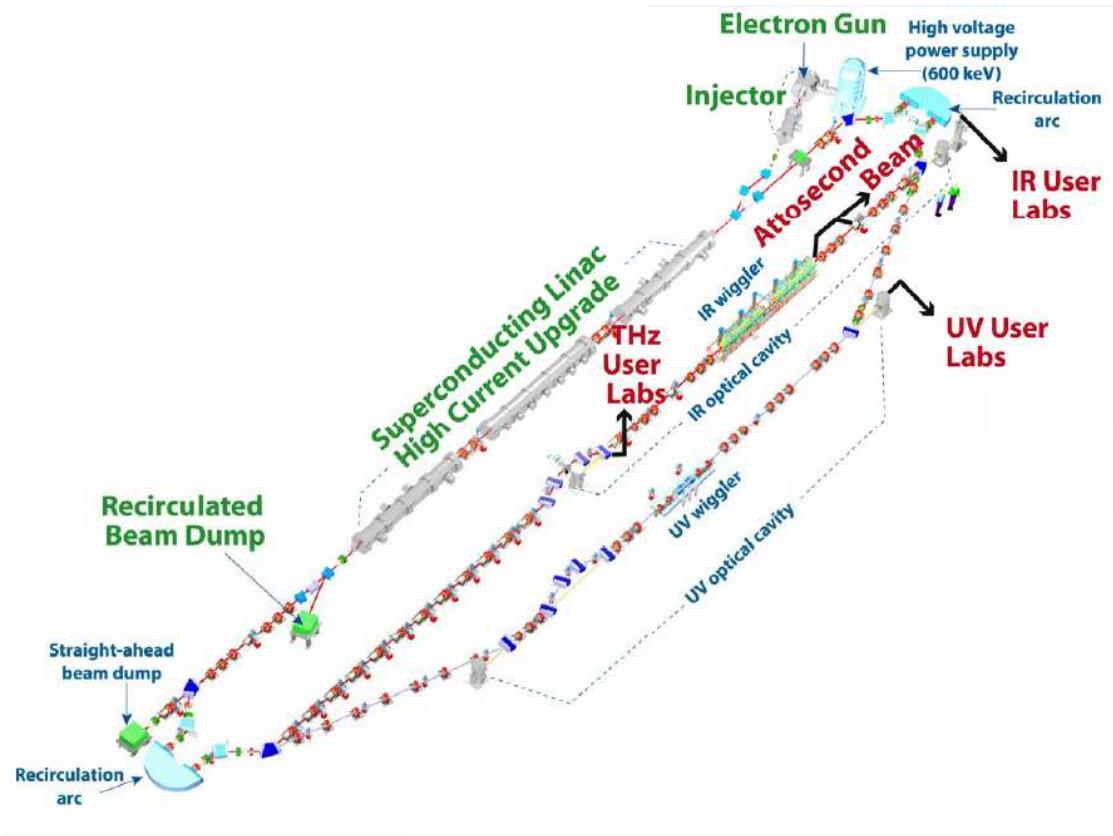 Electron Gun
High voltage
power supply
(600 keV)
Injector
Recirculation
arc
Attosecond
Beam
IR User
Labs
IR wiggler
Superconducting Linac
High Current Upgrade
THz
User
Labs
UV User
Labs
IR optical cavity
Recirculated
Beam Dump
UV wiggler
UV optical cavity
Straight-ahead
beam dump
Recirculation
arc